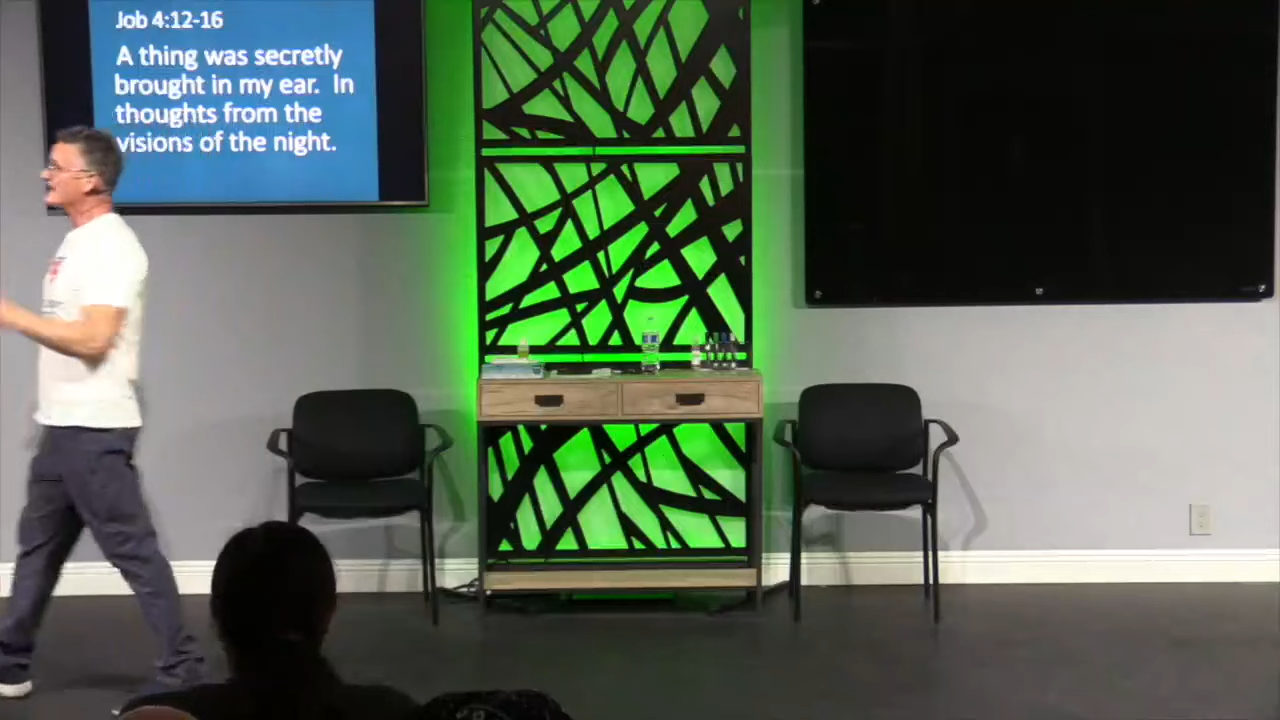 Job 4:12-16
A thing was secretly
brought in my ear. In
thoughts from the
visions of the night.